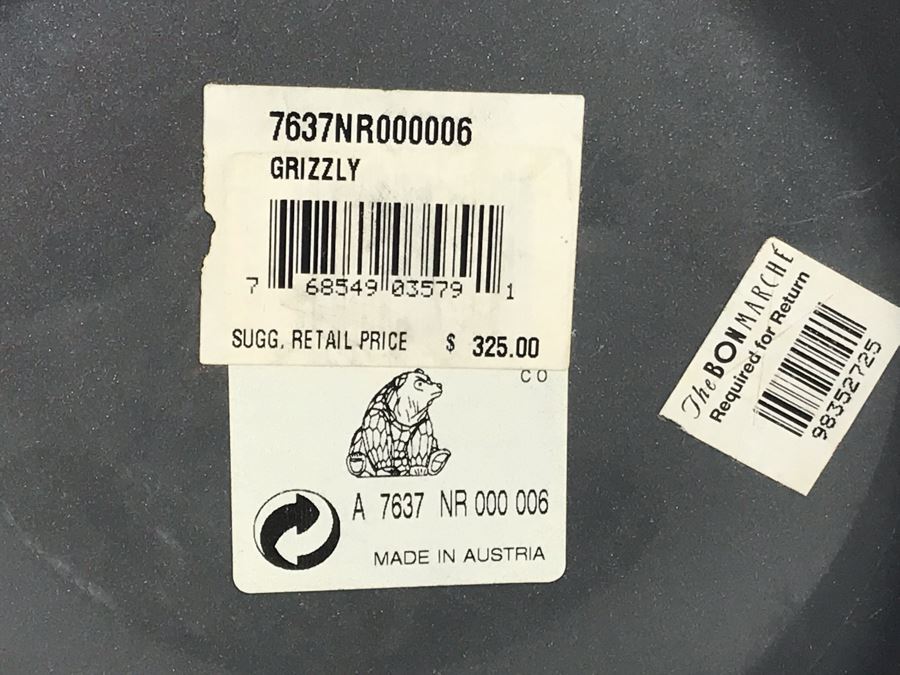 7637NR000006
GRIZZLY
7 68549 03579 1
SUGG. RETAIL PRICE $ 325.00
CO
A 7637 NR 000 006
MADE IN AUSTRIA
The BON MARCHÉ
Required for Return
98352725